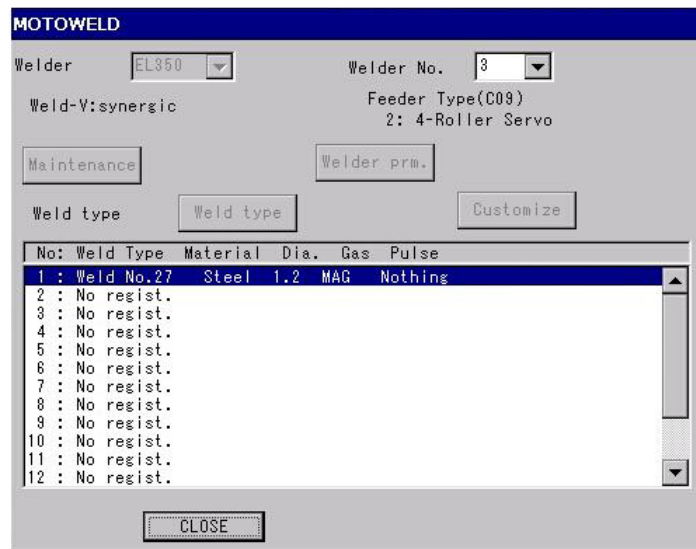 MOTOWELD
Welder EL350 Welder No. 3
Weld-V:synergic Feeder Type(C09)
2: 4-Roller Servo
Maintenance Welder prm.
Weld type Weld type Customize
No: Weld Type Material Dia. Gas Pulse
1 : Weld No.27 Steel 1.2 MAG Nothing
2 : No regist.
3 : No regist.
4 : No regist.
5 : No regist.
6 : No regist.
7 : No regist.
8 : No regist.
9 : No regist.
10 : No regist.
11 : No regist.
12 : No regist.
CLOSE